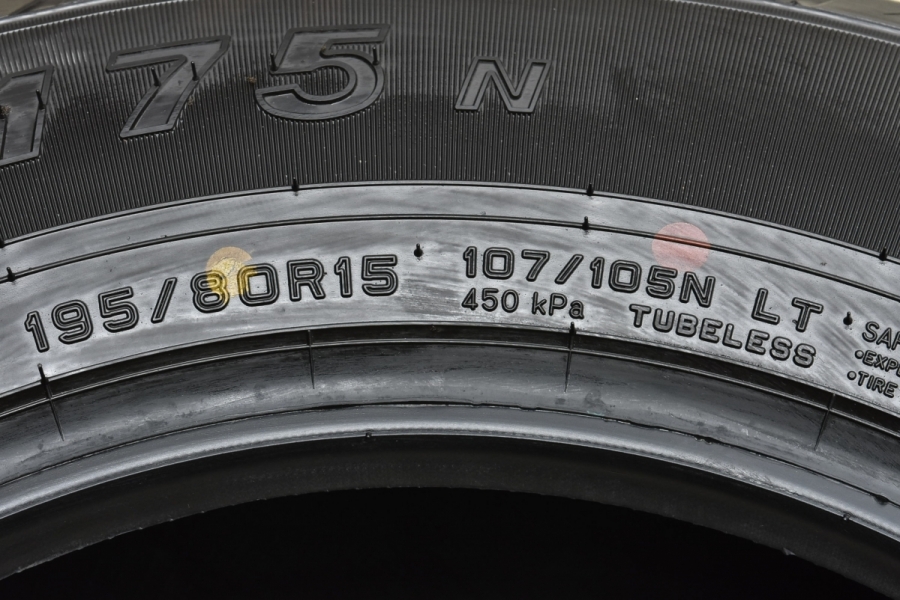 175 N
195/80R15 107/105N LT
450 kPa TUBELESS